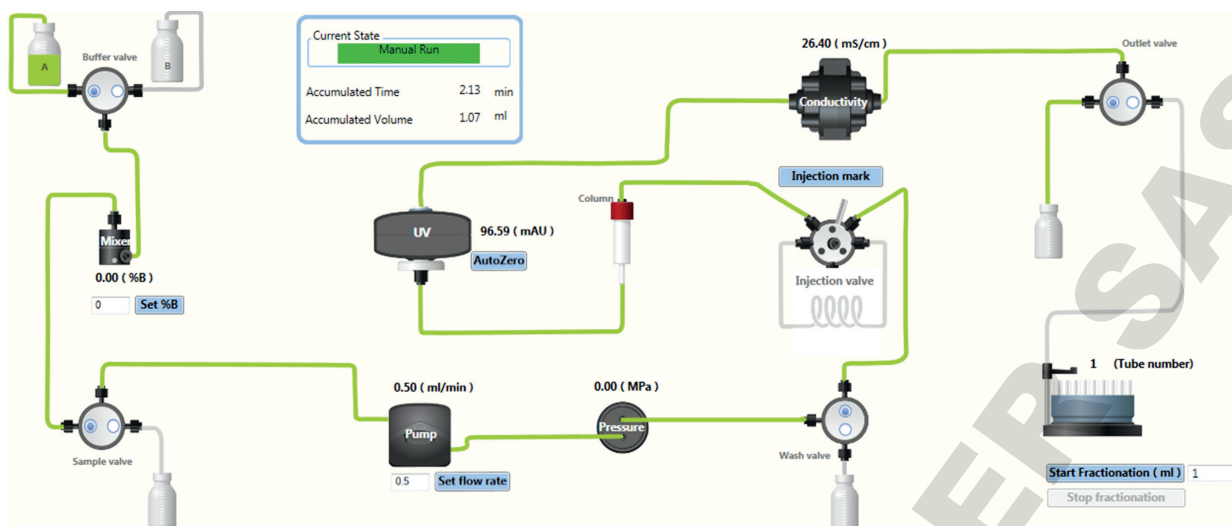 Current State
Manual Run
Accumulated Time 2.13 min
Accumulated Volume 1.07 ml
A
B
Buffer valve
26.40 ( mS/cm)
Conductivity
Outlet valve
Injection mark
Column
UV
96.59 ( mAU )
AutoZero
Mixer
0.00 ( %B )
0 Set %B
Injection valve
0.50 ( ml/min)
0.00 ( MPa)
1 (Tube number)
Pump
Pressure
Sample valve
Wash valve
0.5 Set flow rate
Start Fractionation ( ml ) 1
Stop fractionation
ER SAS